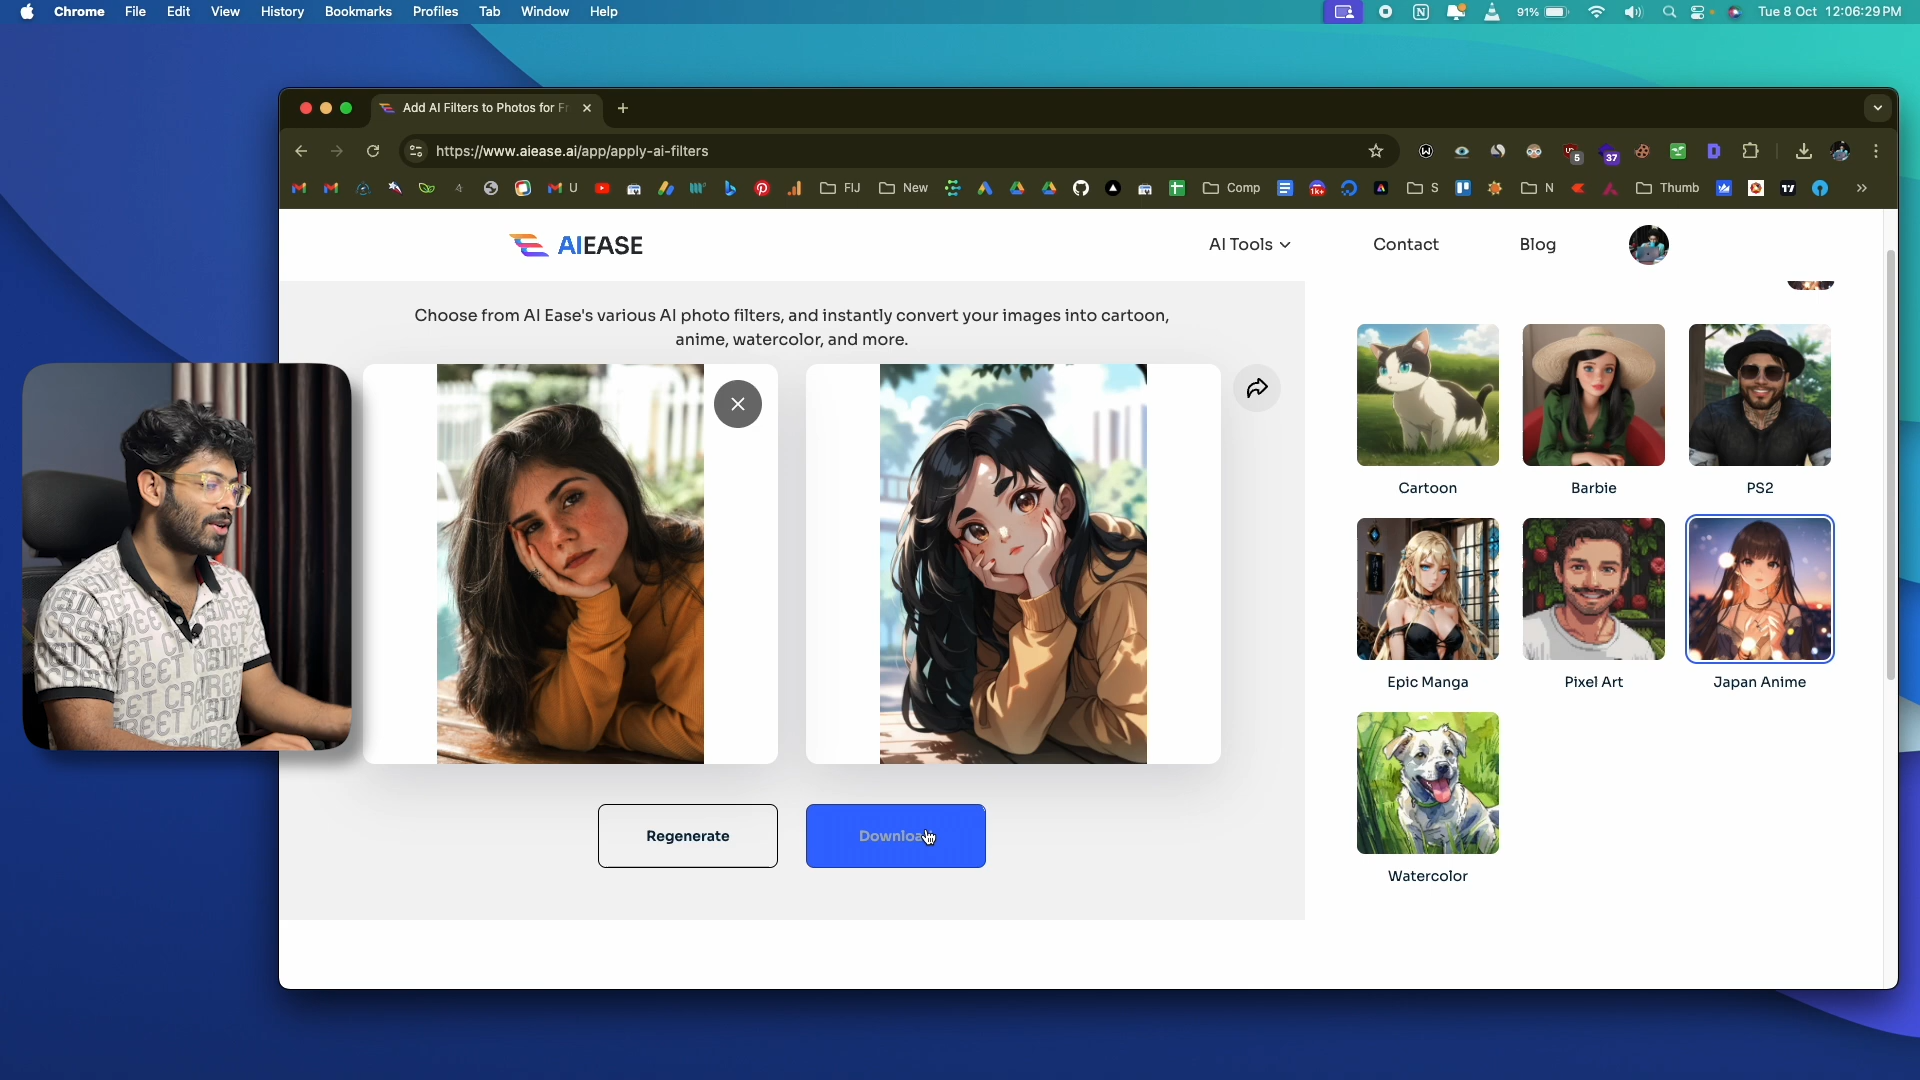 Chrome File Edit View History Bookmarks Profiles Tab Window Help
91% Tue 8 Oct 12:06:29 PM
Add AI Filters to Photos for Fr
https://www.aiease.ai/app/apply-ai-filters
5 37
U FIJ New Comp 1K+ S N Thumb
AIEASE
AI Tools Contact Blog
Choose from AI Ease's various AI photo filters, and instantly convert your images into cartoon,
anime, watercolor, and more.
Cartoon Barbie PS2
Epic Manga Pixel Art Japan Anime
Watercolor
Regenerate